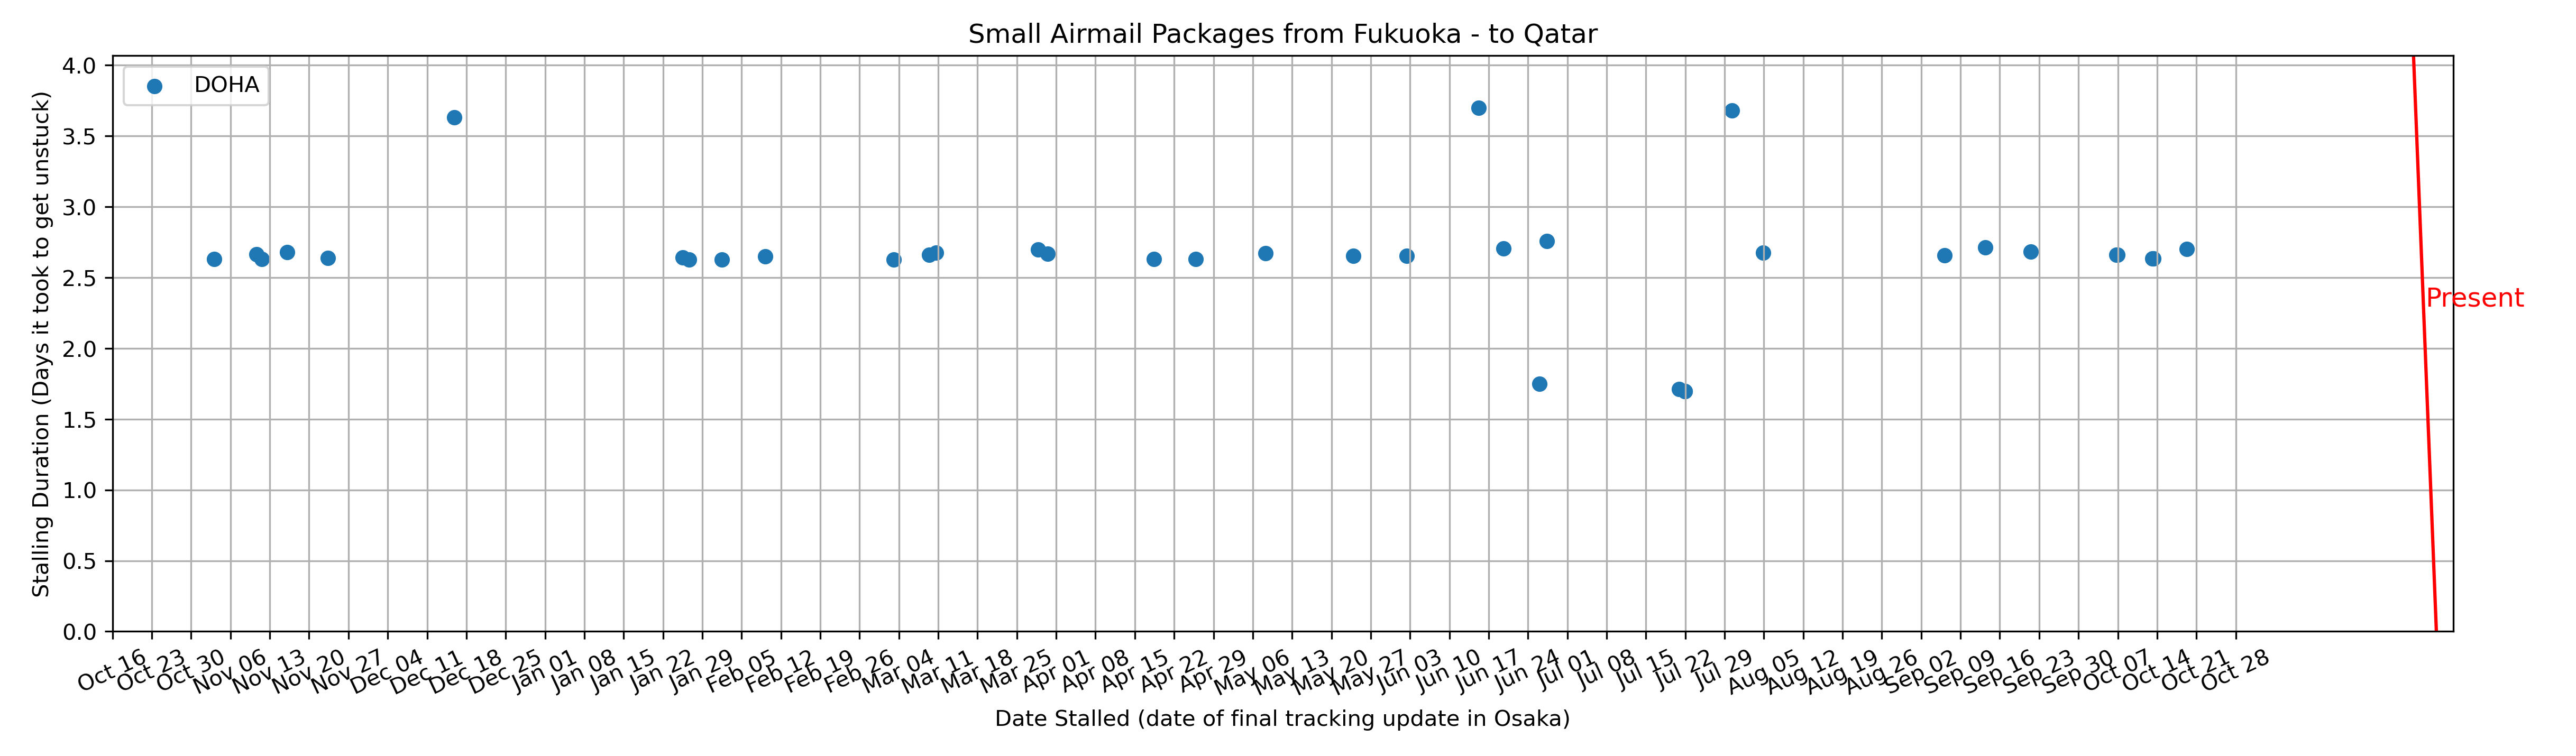 Small Airmail Packages from Fukuoka - to Qatar
DOHA
4.0
3.5
3.0
2.5
2.0
1.5
1.0
0.5
0.0
Stalling Duration (Days it took to get unstuck)
Present
Oct 16
Oct 23
Oct 30
Nov 06
Nov 13
Nov 20
Nov 27
Dec 04
Dec 11
Dec 18
Dec 25
Jan 01
Jan 08
Jan 15
Jan 22
Jan 29
Feb 05
Feb 12
Feb 19
Feb 26
Mar 04
Mar 11
Mar 18
Mar 25
Apr 01
Apr 08
Apr 15
Apr 22
Apr 29
May 06
May 13
May 20
May 27
Jun 03
Jun 10
Jun 17
Jun 24
Jul 01
Jul 08
Jul 15
Jul 22
Jul 29
Aug 05
Aug 12
Aug 19
Aug 26
Sep 02
Sep 09
Sep 16
Sep 23
Sep 30
Oct 07
Oct 14
Oct 21
Oct 28
Date Stalled (date of final tracking update in Osaka)